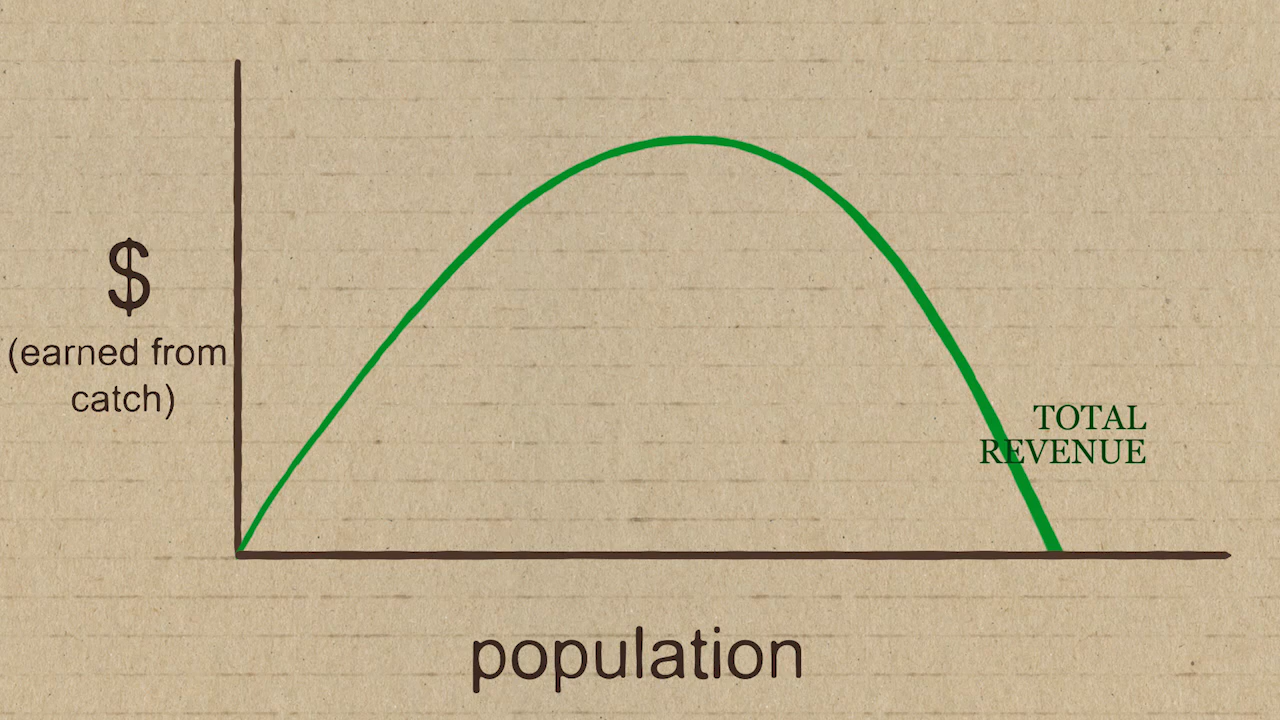 $
(earned from
catch)
TOTAL
REVENUE
population